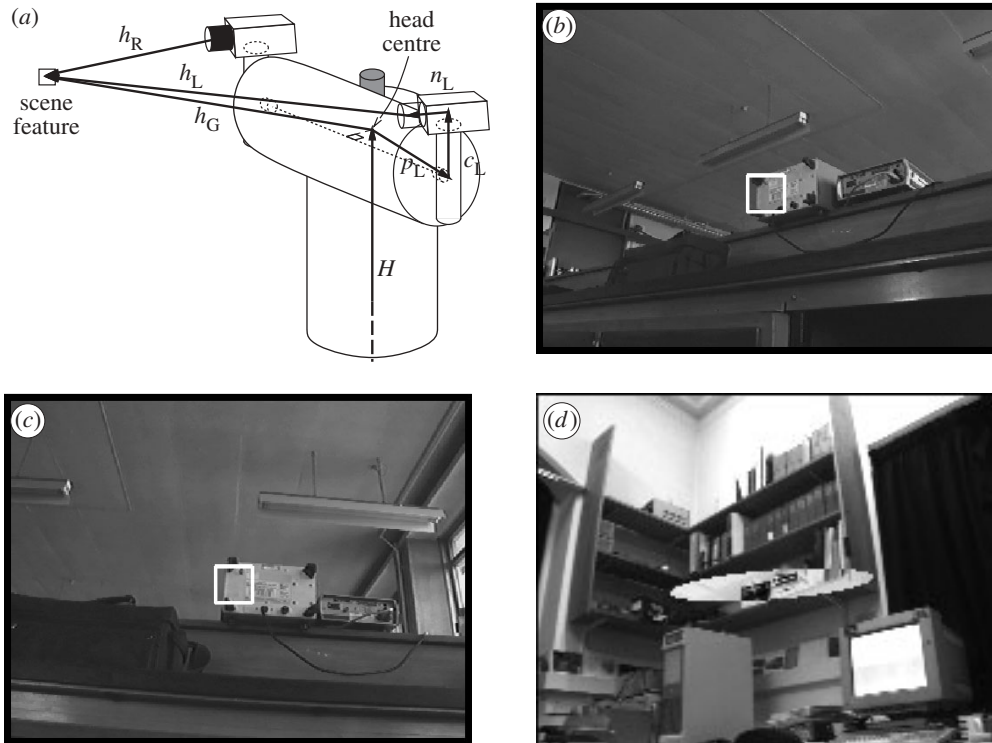 (a)
head
centre
h_R
n_L
h_L
scene
feature
h_G
p_L
c_L
H
(b)
(c)
(d)